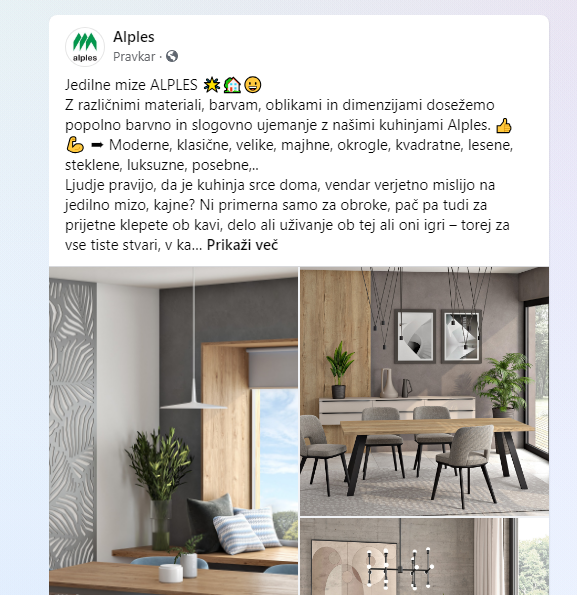 Alples
alples
Pravkar ·
Jedilne mize ALPLES 🌟🏡😀
Z različnimi materiali, barvam, oblikami in dimenzijami dosežemo
popolno barvno in slogovno ujemanje z našimi kuhinjami Alples. 👍
💪 ➡ Moderne, klasične, velike, majhne, okrogle, kvadratne, lesene,
steklene, luksuzne, posebne,..
Ljudje pravijo, da je kuhinja srce doma, vendar verjetno mislijo na
jedilno mizo, kajne? Ni primerna samo za obroke, pač pa tudi za
prijetne klepete ob kavi, delo ali uživanje ob tej ali oni igri – torej za
vse tiste stvari, v ka... Prikaži več